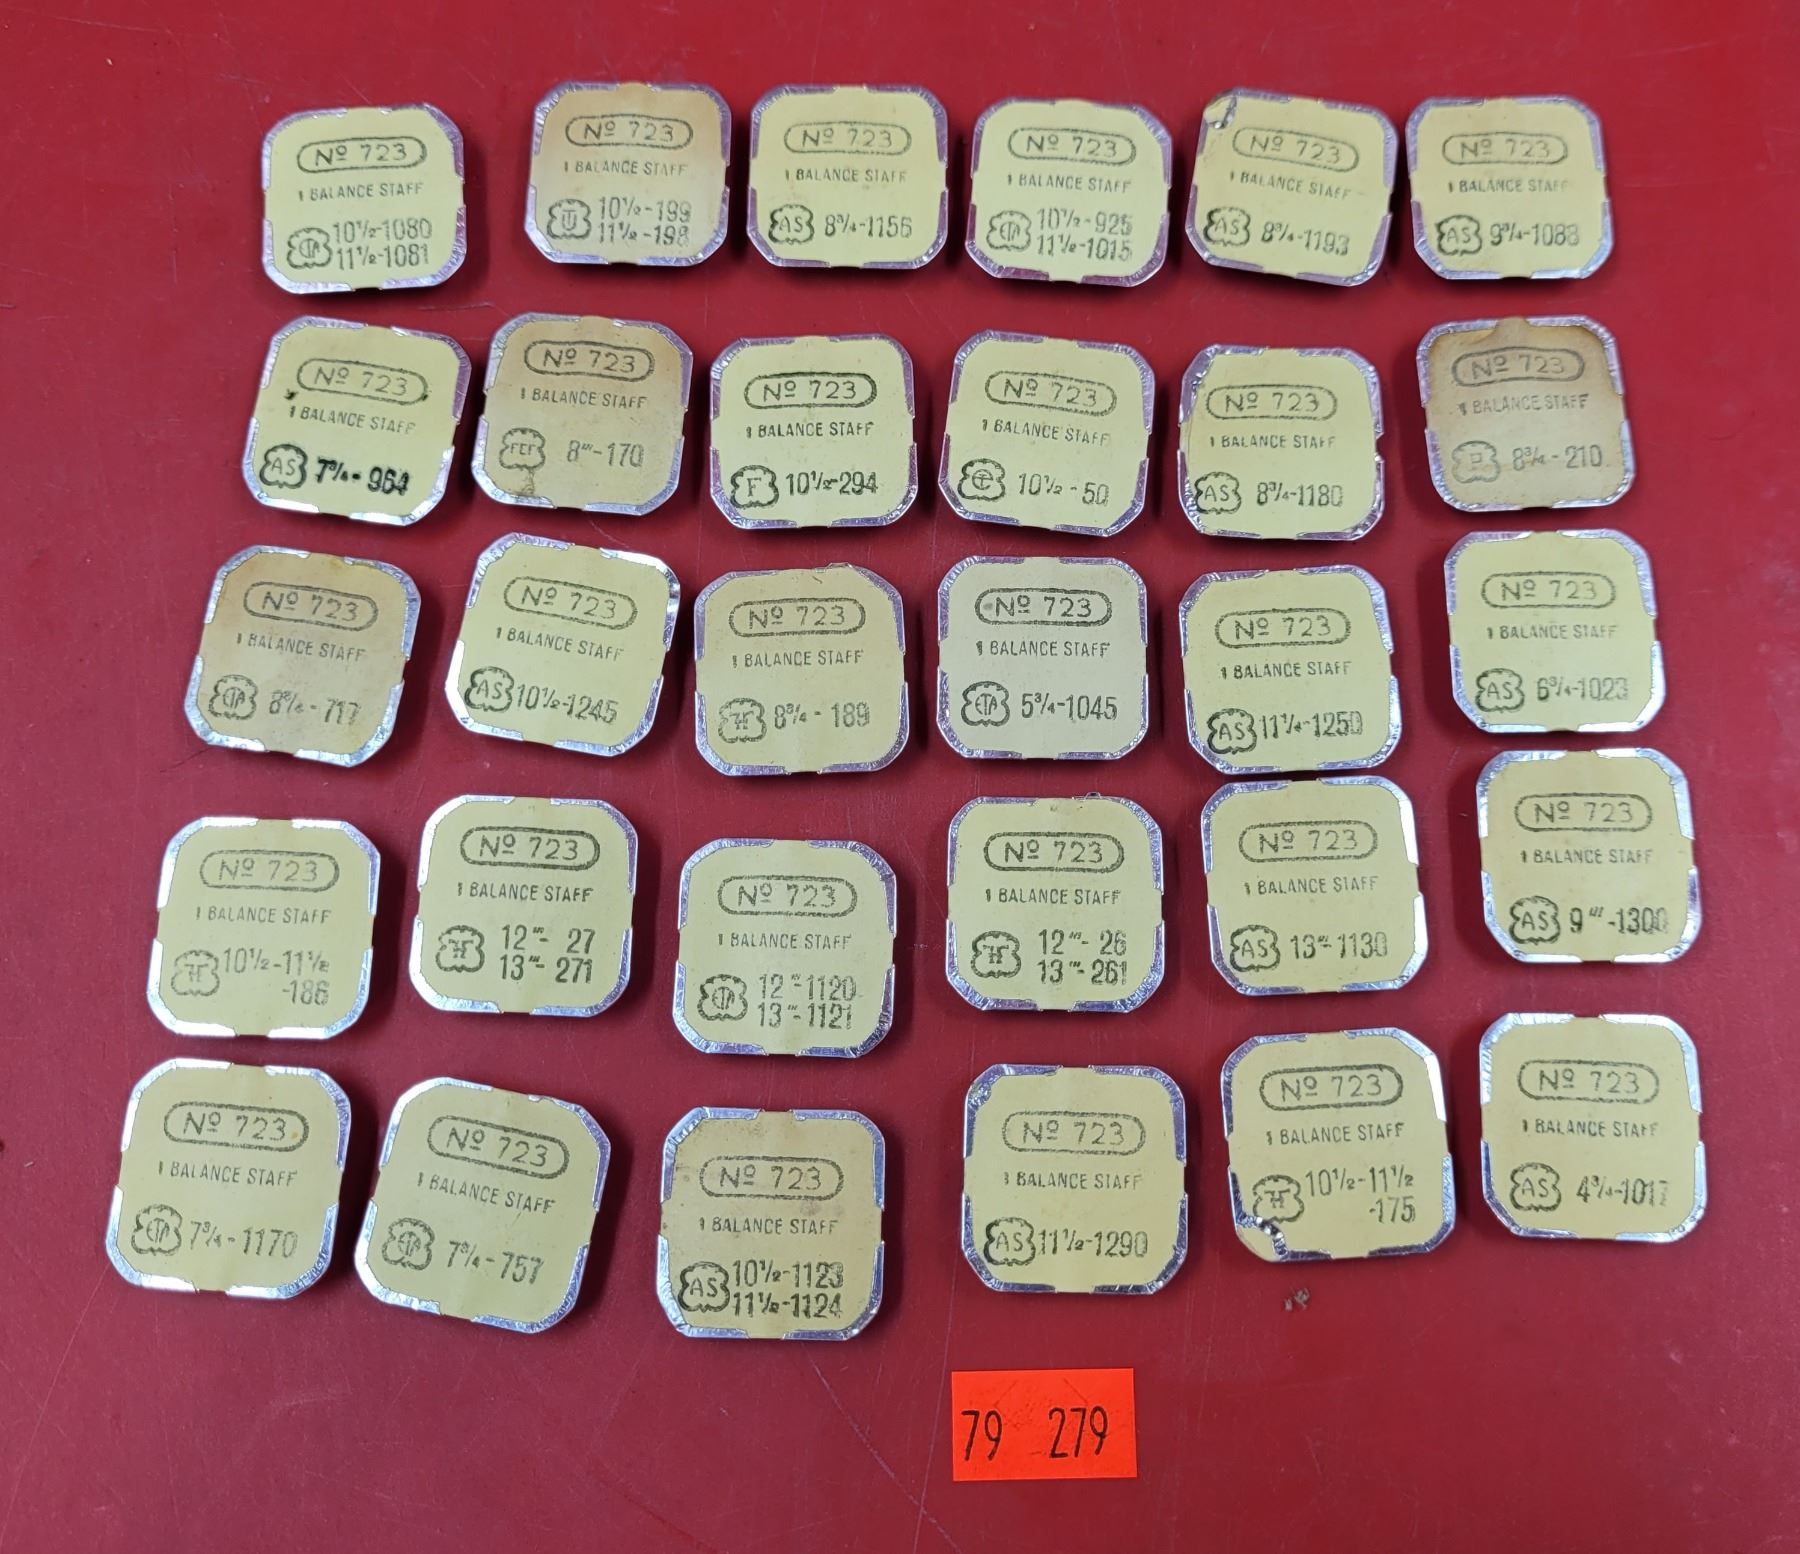 Nº 723
1 BALANCE STAFF
ETA 10½-1080
11½-1081
Nº 723
1 BALANCE STAFF
10½-199
11½-198
Nº 723
1 BALANCE STAFF
AS 8¾-1156
Nº 723
1 BALANCE STAFF
ETA 10½-925
11½-1015
Nº 723
1 BALANCE STAFF
AS 8¾-1193
Nº 723
1 BALANCE STAFF
AS 9¾-1088
Nº 723
1 BALANCE STAFF
AS 7¾-964
Nº 723
1 BALANCE STAFF
FEF 8‴-170
Nº 723
1 BALANCE STAFF
F 10½-294
Nº 723
1 BALANCE STAFF
10½-50
Nº 723
1 BALANCE STAFF
AS 8¾-1180
Nº 723
1 BALANCE STAFF
P 8¾-210
Nº 723
1 BALANCE STAFF
ETA 8¾-717
Nº 723
1 BALANCE STAFF
AS 10½-1245
Nº 723
1 BALANCE STAFF
H 8¾-189
Nº 723
1 BALANCE STAFF
ETA 5¾-1045
Nº 723
1 BALANCE STAFF
AS 11¼-1250
Nº 723
1 BALANCE STAFF
AS 6¾-1023
Nº 723
1 BALANCE STAFF
H 10½-11½
-186
Nº 723
1 BALANCE STAFF
H 12‴-27
13‴-271
Nº 723
1 BALANCE STAFF
ETA 12‴-1120
13‴-1121
Nº 723
1 BALANCE STAFF
H 12‴-26
13‴-261
Nº 723
1 BALANCE STAFF
AS 13‴-1130
Nº 723
1 BALANCE STAFF
AS 9‴-1300
Nº 723
1 BALANCE STAFF
ETA 7¾-1170
Nº 723
1 BALANCE STAFF
ETA 7¾-757
Nº 723
1 BALANCE STAFF
AS 10½-1123
11½-1124
Nº 723
1 BALANCE STAFF
AS 11½-1290
Nº 723
1 BALANCE STAFF
H 10½-11½
-175
Nº 723
1 BALANCE STAFF
AS 4¾-1017
79 279